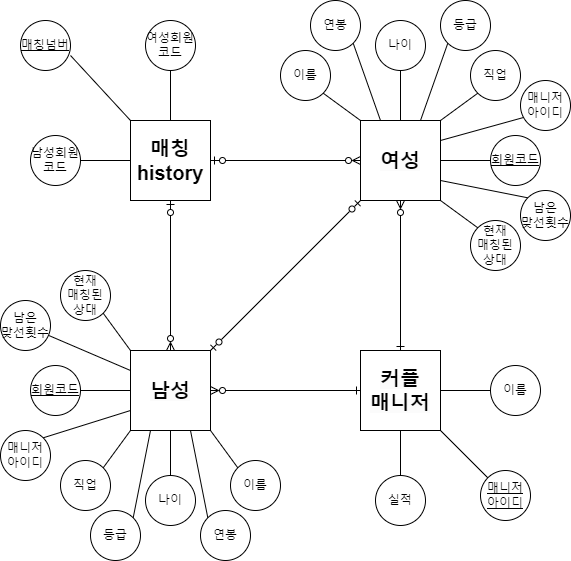 매칭넘버
여성회원
코드
남성회원
코드
매칭
history
연봉
나이
등급
이름
직업
매니저
아이디
회원코드
남은
맞선횟수
현재
매칭된
상대
여성
현재
매칭된
상대
남은
맞선횟수
회원코드
매니저
아이디
직업
등급
나이
연봉
이름
남성
커플
매니저
이름
실적
매니저
아이디